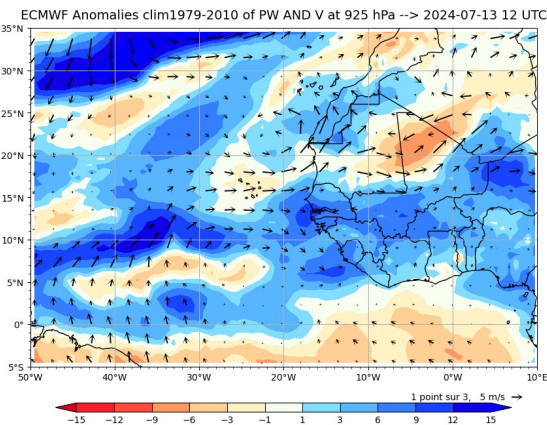 ECMWF Anomalies clim1979-2010 of PW AND V at 925 hPa --> 2024-07-13 12 UTC
35°N
30°N
25°N
20°N
15°N
10°N
5°N
0°
5°S
50°W 40°W 30°W 20°W 10°W 0°W 10°E
1 point sur 3, 5 m/s
−15 −12 −9 −6 −3 −1 1 3 6 9 12 15